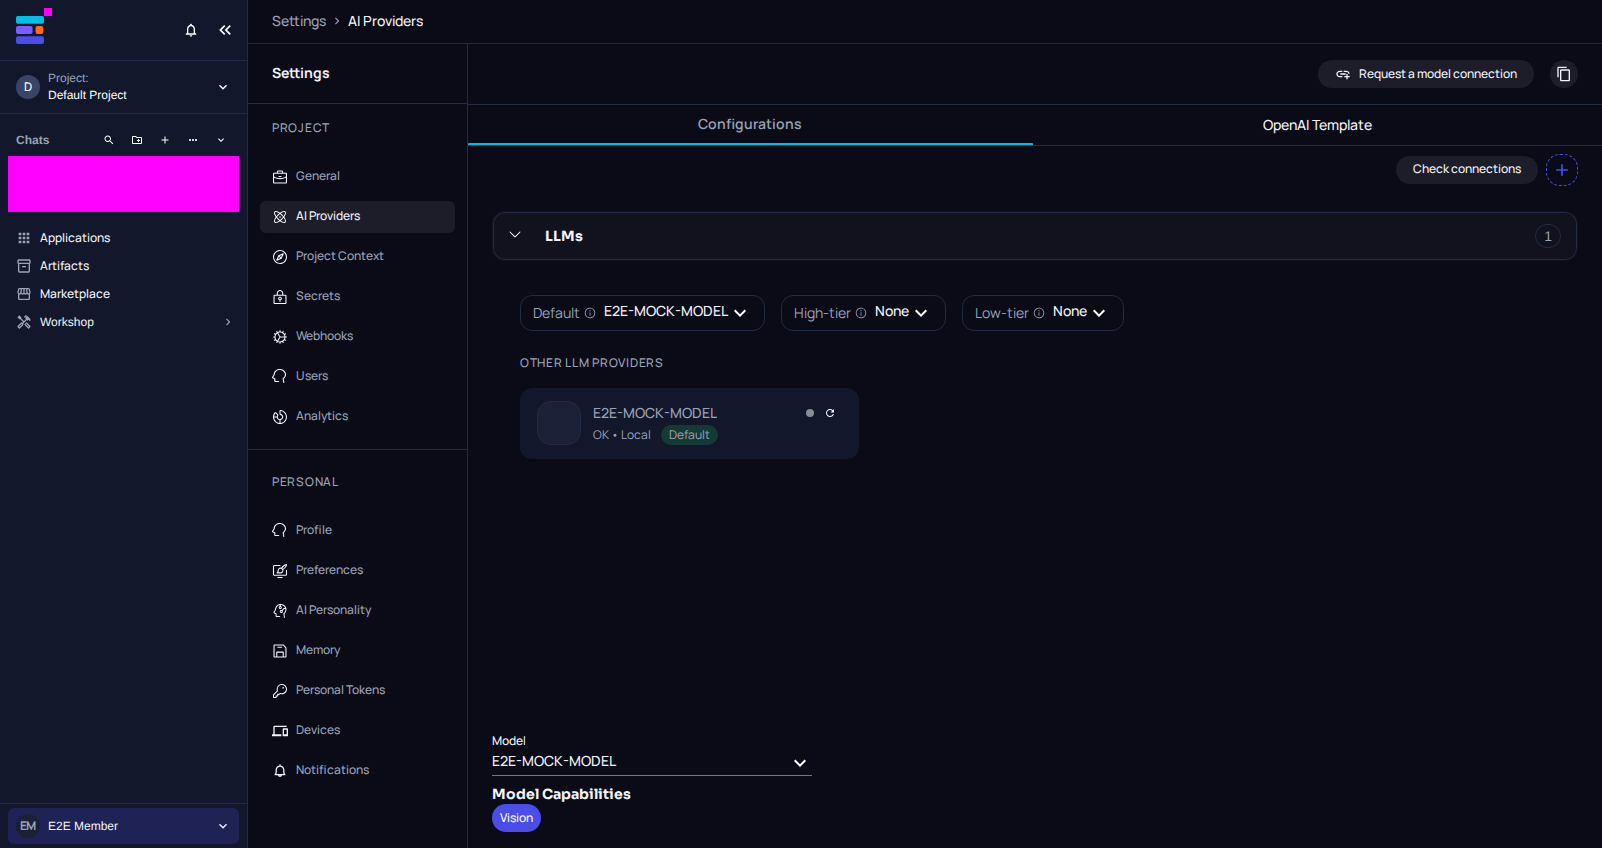 Settings > AI Providers
D
Project:
Default Project
Chats
Applications
Artifacts
Marketplace
Workshop
EM
E2E Member
Settings
PROJECT
General
AI Providers
Project Context
Secrets
Webhooks
Users
Analytics
PERSONAL
Profile
Preferences
AI Personality
Memory
Personal Tokens
Devices
Notifications
Request a model connection
Configurations
OpenAI Template
Check connections
LLMs
1
Default E2E-MOCK-MODEL
High-tier None
Low-tier None
OTHER LLM PROVIDERS
E2E-MOCK-MODEL
OK • Local Default
Model
E2E-MOCK-MODEL
Model Capabilities
Vision